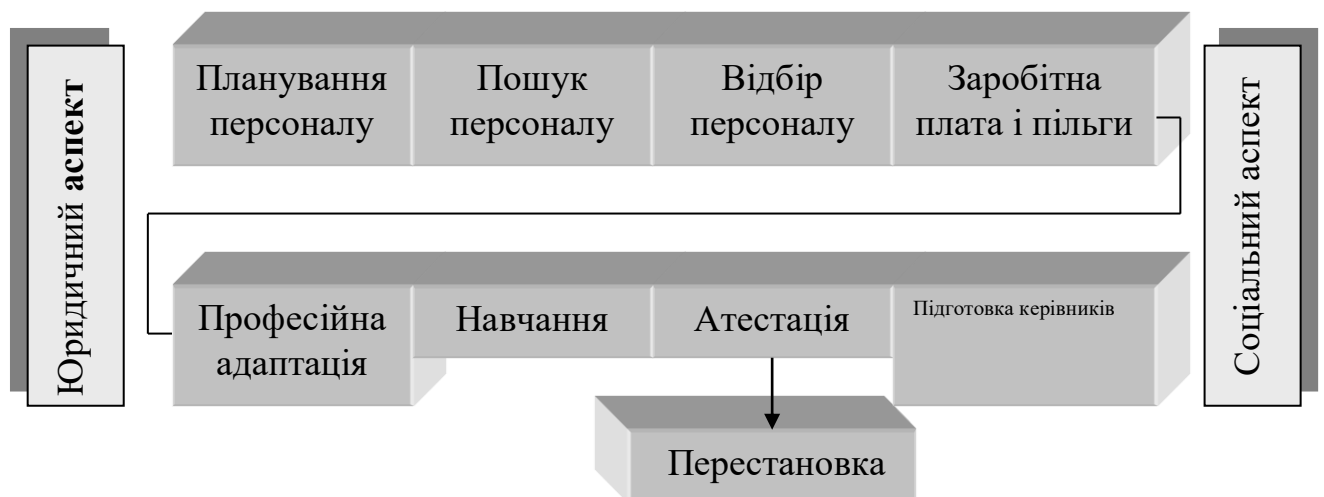 Юридичний аспект
Планування
персоналу
Пошук
персоналу
Відбір
персоналу
Заробітна
плата і пільги
Соціальний аспект
Професійна
адаптація
Навчання
Атестація
Підготовка керівників
Перестановка